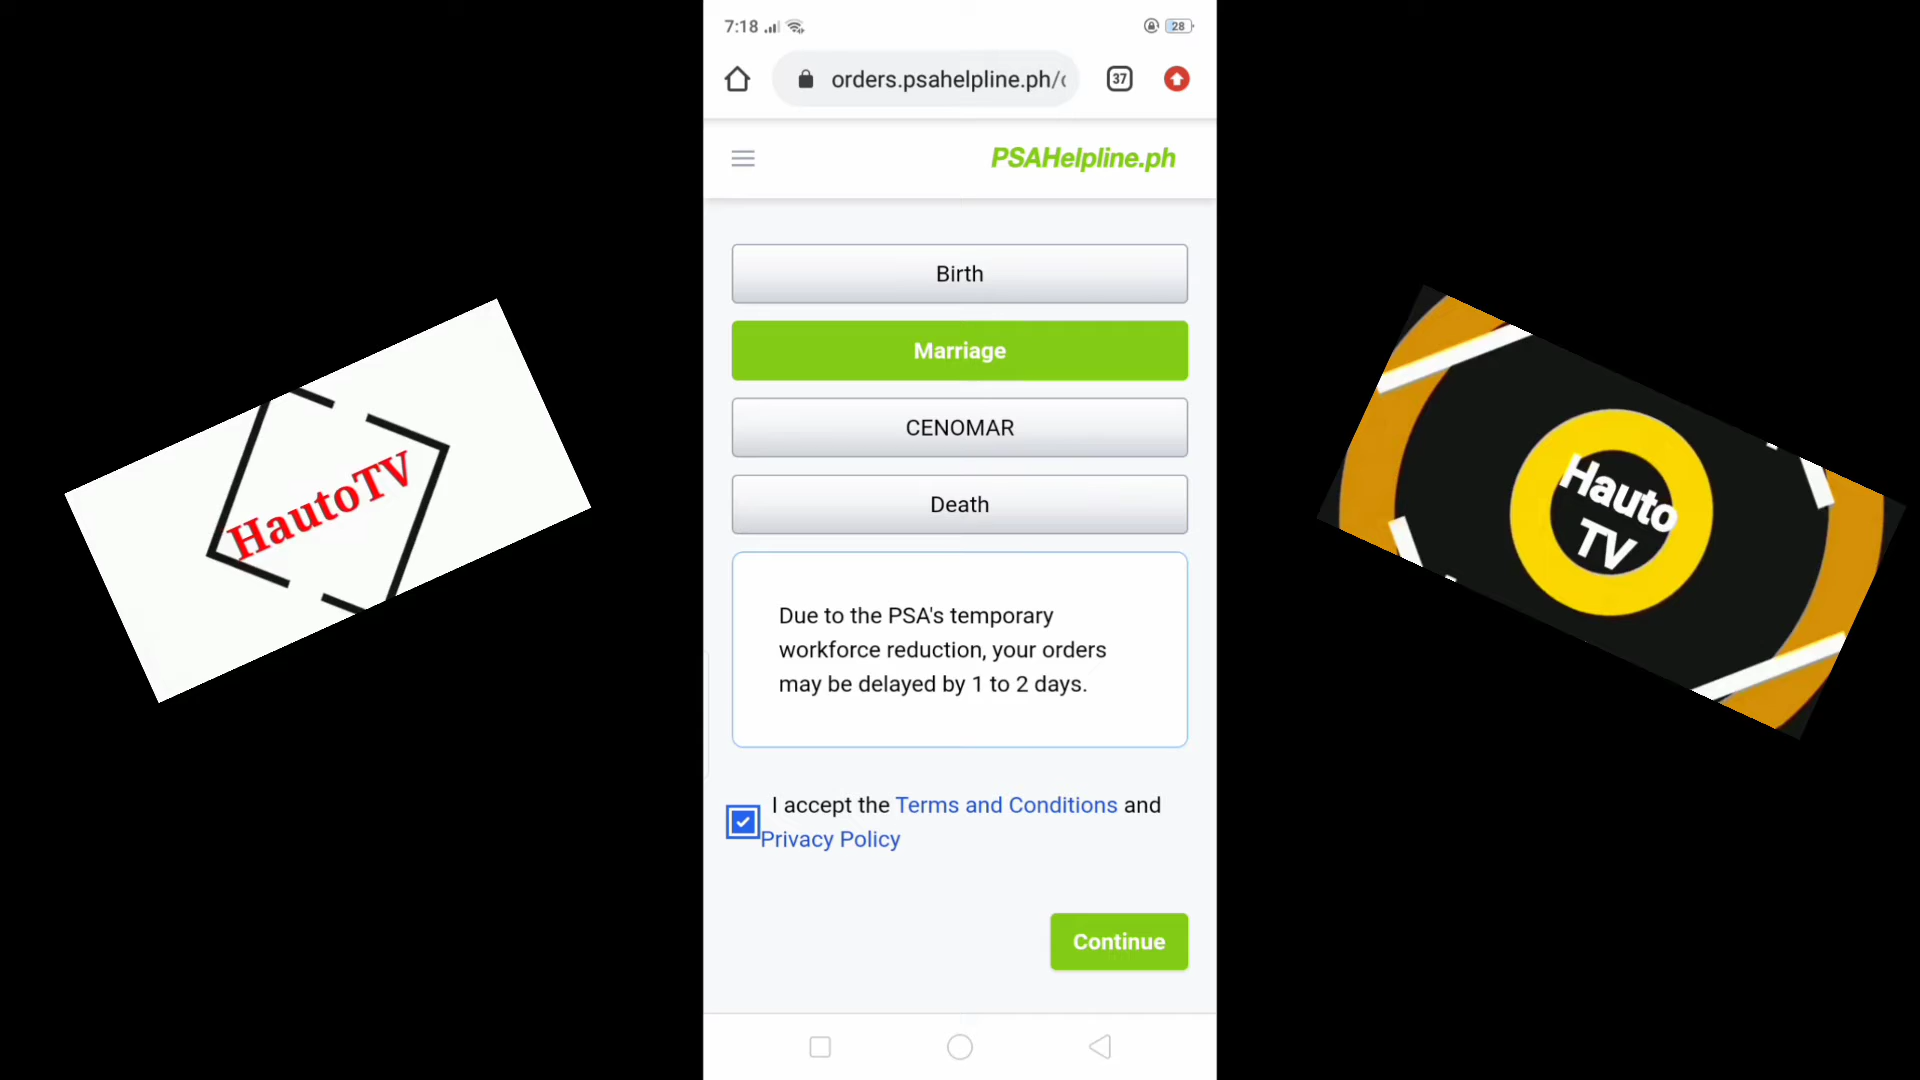 7:18
28
orders.psahelpline.ph/
37
PSAHelpline.ph
Birth
Marriage
CENOMAR
Death
Due to the PSA's temporary
workforce reduction, your orders
may be delayed by 1 to 2 days.
I accept the Terms and Conditions and
Privacy Policy
Continue
HautoTV
Hauto
TV